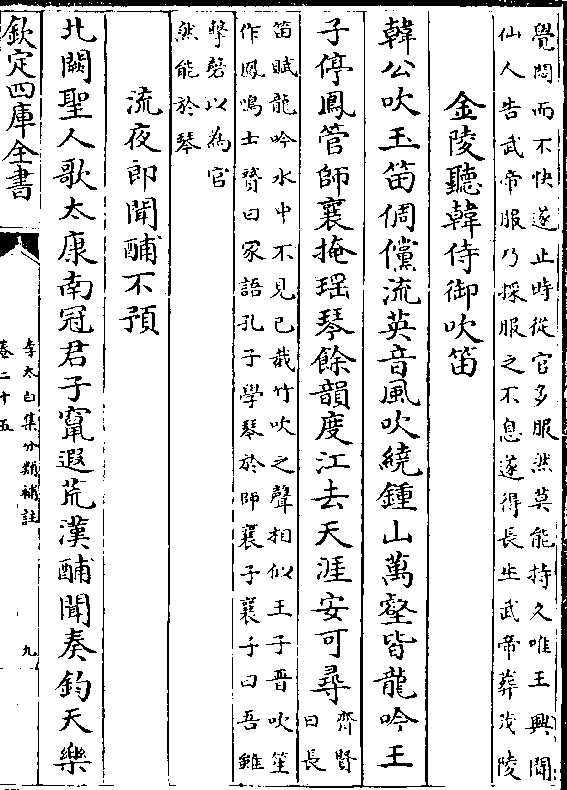 覺悶而不快遂止時從官多服然莫能持久唯王興聞
仙人告武帝服乃採服之不息遂得長生武帝葬茂陵
金陵聽韓侍御吹笛
韓公吹玉笛倜儻流英音風吹繞鍾山萬壑皆龍吟王
子停鳳管師襄掩瑶琴餘韻度江去天涯安可尋
齊賢
曰長
笛賦龍吟水中不見已截竹吹之聲相似王子晉吹笙
作鳳鳴士贇曰家語孔子學琴於師襄子襄子曰吾雖
擊磬以為官
然能於琴
流夜郎聞酺不預
北闕聖人歌太康南冠君子竄遐荒漢酺聞奏鈞天樂
欽定四庫全書
李太白集分類補註
卷二十五
九